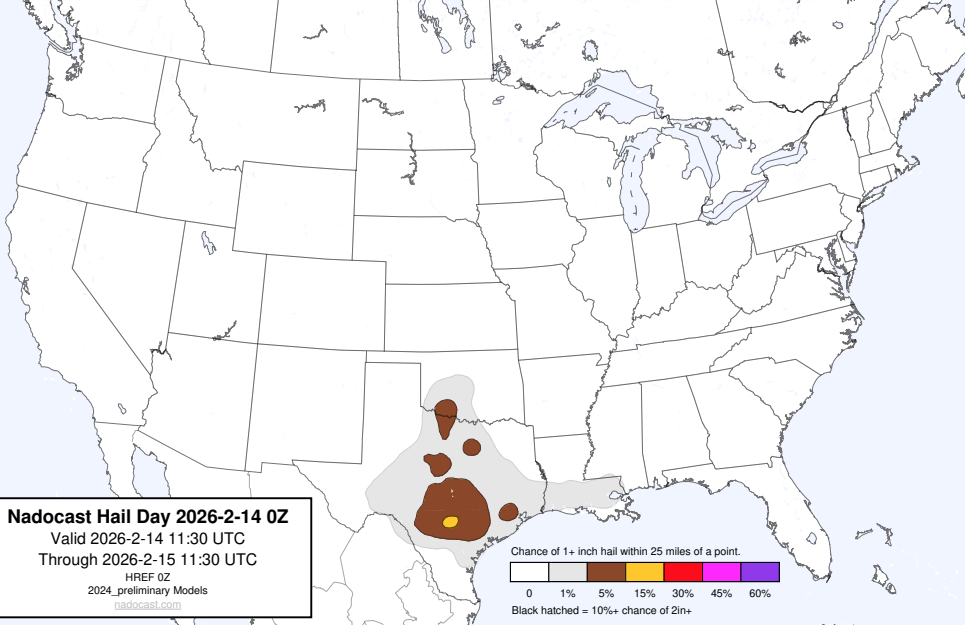 Nadocast Hail Day 2026-2-14 0Z
Valid 2026-2-14 11:30 UTC
Through 2026-2-15 11:30 UTC
HREF 0Z
2024_preliminary Models
nadocast.com
Chance of 1+ inch hail within 25 miles of a point.
0 1% 5% 15% 30% 45% 60%
Black hatched = 10%+ chance of 2in+